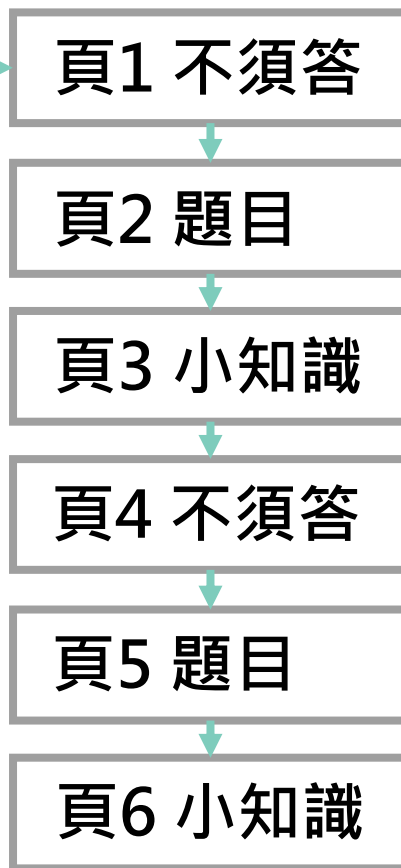 頁1 不須答
頁2 題目
頁3 小知識
頁4 不須答
頁5 題目
頁6 小知識